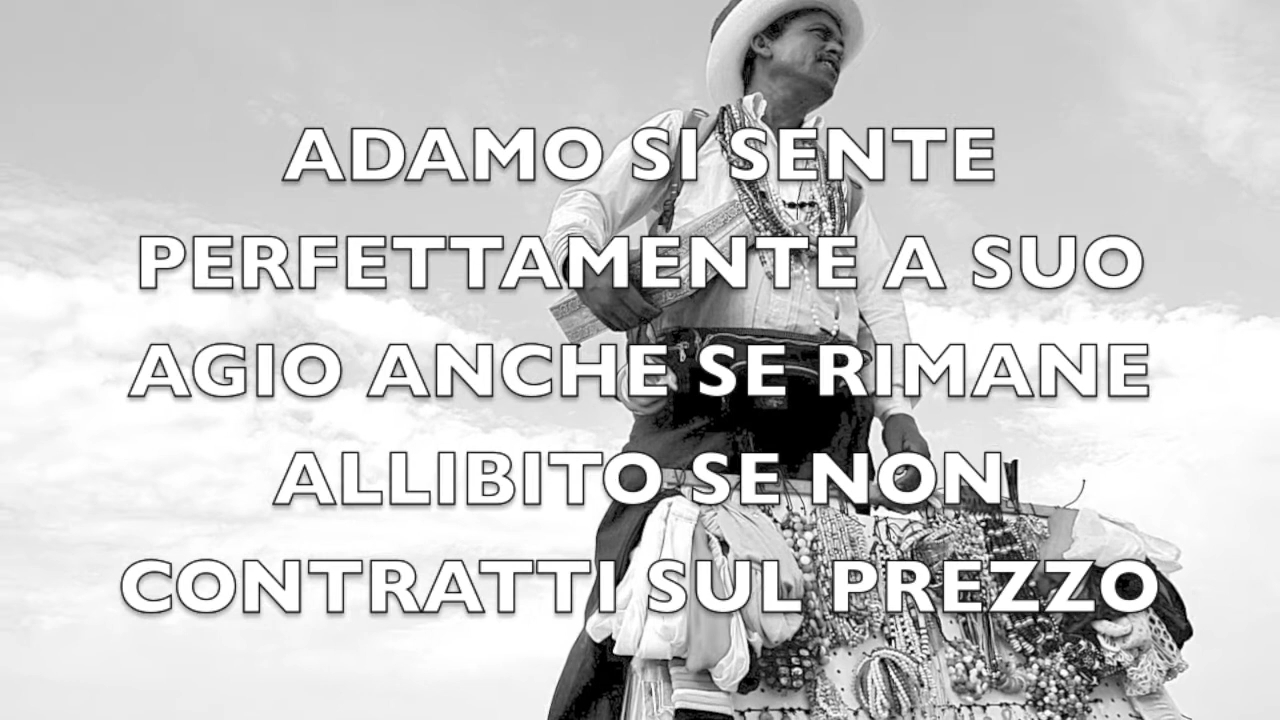 ADAMO SI SENTE
PERFETTAMENTE A SUO
AGIO ANCHE SE RIMANE
ALLIBITO SE NON
CONTRATTI SUL PREZZO